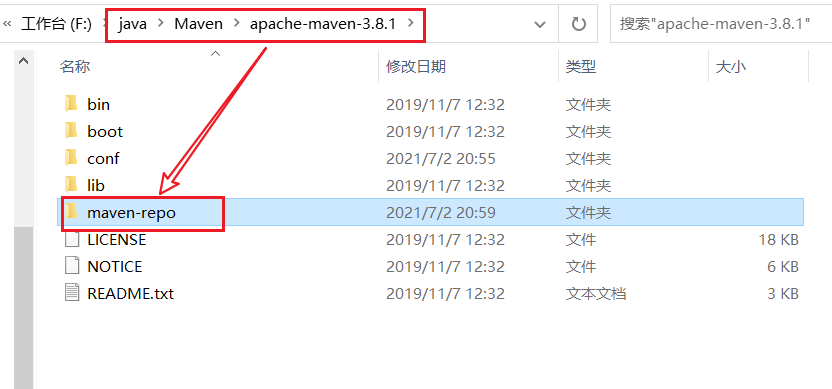 « 工作台 (F:) > java > Maven > apache-maven-3.8.1 > 搜索"apache-maven-3.8.1"
名称 修改日期 类型 大小
bin 2019/11/7 12:32 文件夹
boot 2019/11/7 12:32 文件夹
conf 2021/7/2 20:55 文件夹
lib 2019/11/7 12:32 文件夹
maven-repo 2021/7/2 20:59 文件夹
LICENSE 2019/11/7 12:32 文件 18 KB
NOTICE 2019/11/7 12:32 文件 6 KB
README.txt 2019/11/7 12:32 文本文档 3 KB